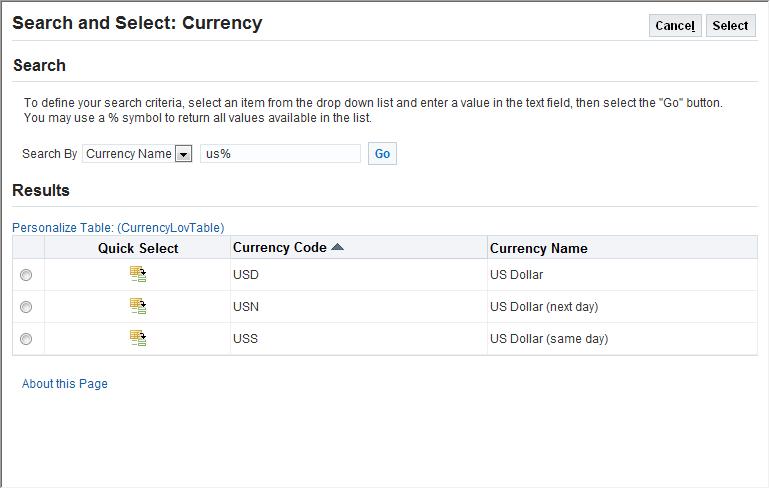 Search and Select: Currency
Cancel Select
Search
To define your search criteria, select an item from the drop down list and enter a value in the text field, then select the "Go" button.
You may use a % symbol to return all values available in the list.
Search By Currency Name us% Go
Results
Personalize Table: (CurrencyLovTable)
Quick Select Currency Code Currency Name
USD US Dollar
USN US Dollar (next day)
USS US Dollar (same day)
About this Page